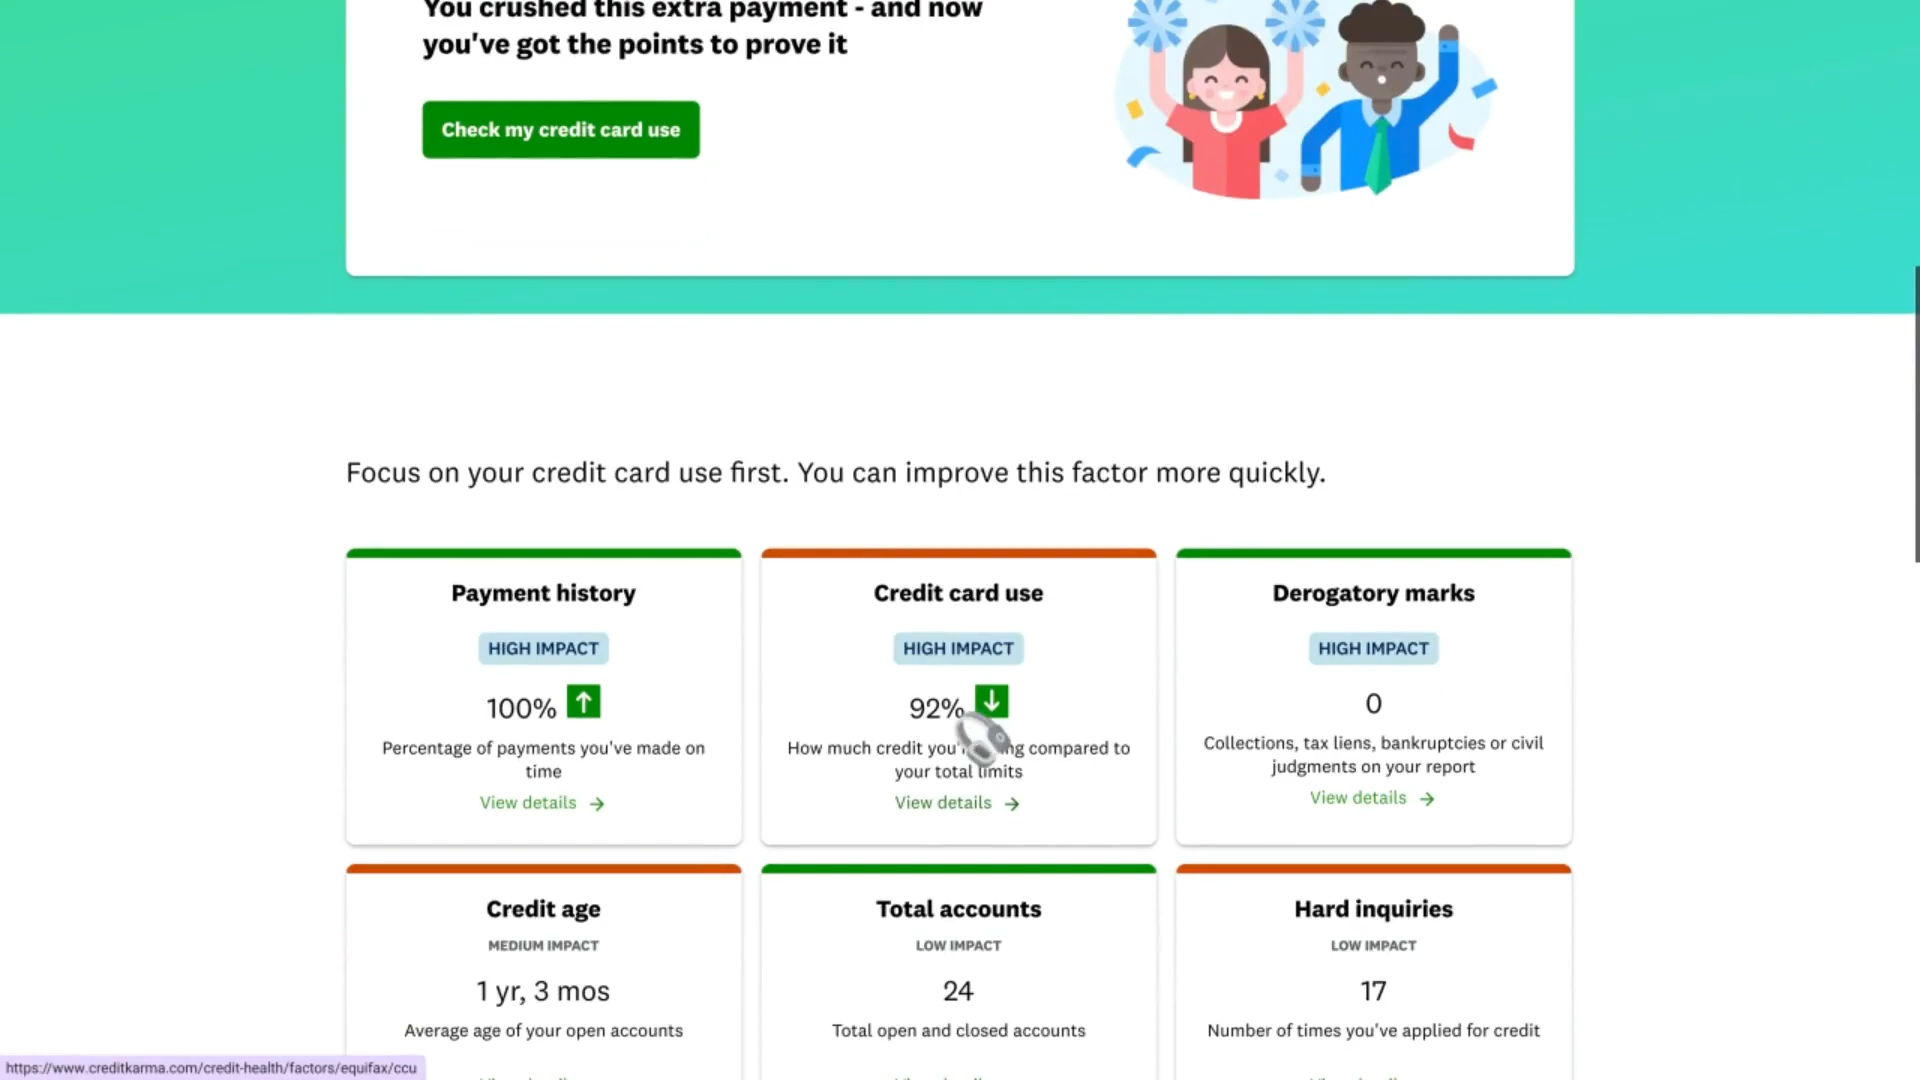 You crushed this extra payment - and now
you've got the points to prove it
Check my credit card use
Focus on your credit card use first. You can improve this factor more quickly.
Payment history
HIGH IMPACT
100%
Percentage of payments you've made on
time
View details
Credit card use
HIGH IMPACT
92%
How much credit you compared to
your total limits
View details
Derogatory marks
HIGH IMPACT
0
Collections, tax liens, bankruptcies or civil
judgments on your report
View details
Credit age
MEDIUM IMPACT
1 yr, 3 mos
Average age of your open accounts
Total accounts
LOW IMPACT
24
Total open and closed accounts
Hard inquiries
LOW IMPACT
17
Number of times you've applied for credit
https://www.creditkarma.com/credit-health/factors/equifax/ccu